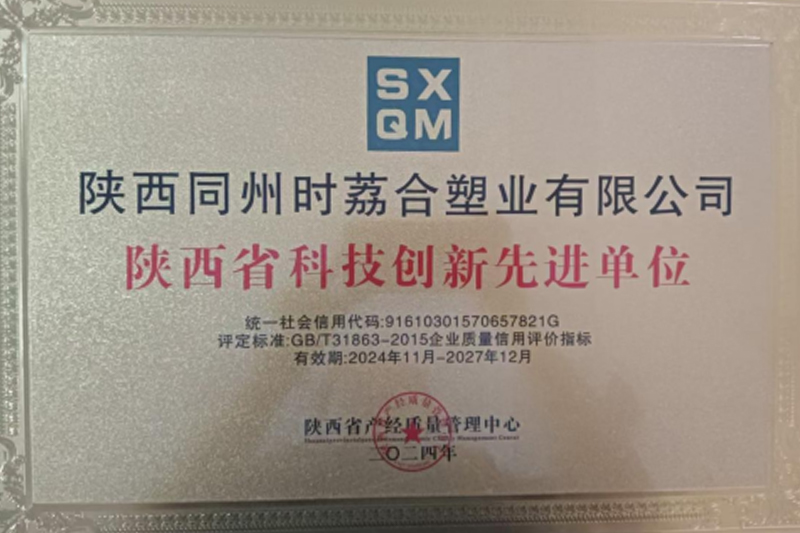 SX
QM
陕西同州时荔合塑业有限公司
陕西省科技创新先进单位
统一社会信用代码:91610301570657821G
评定标准:GB/T31863-2015企业质量信用评价指标
有效期:2024年11月-2027年12月
陕西省产经质量管理中心
二〇二四年